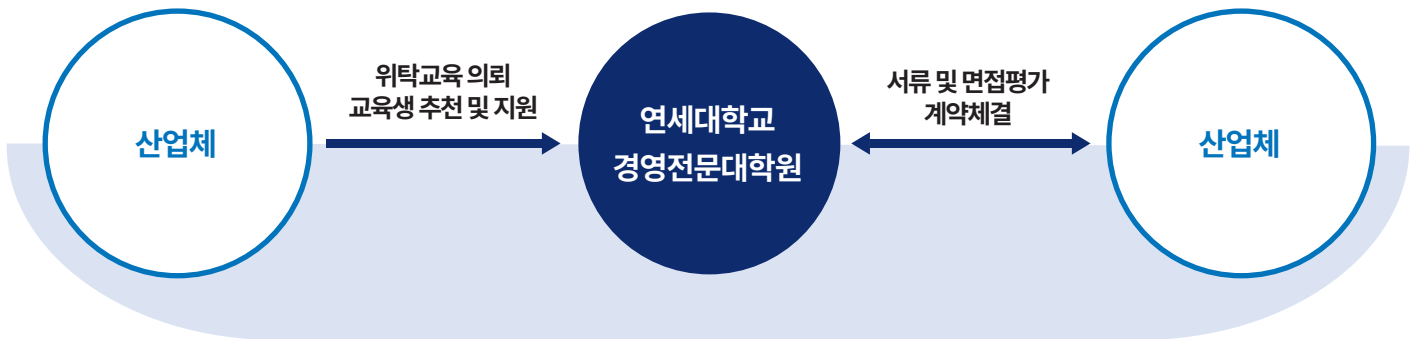 산업체
위탁교육 의뢰
교육생 추천 및 지원
연세대학교
경영전문대학원
서류 및 면접평가
계약체결
산업체